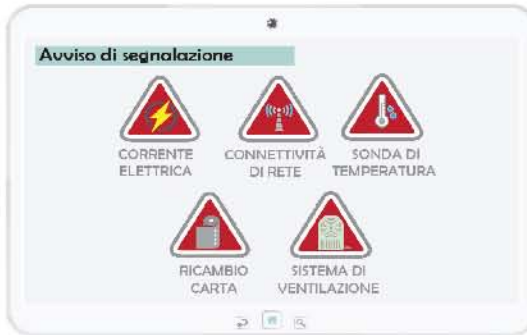 Avviso di segnalazione
CORRENTE
ELETTRICA
CONNETTIVITÀ
DI RETE
SONDA DI
TEMPERATURA
RICAMBIO
CARTA
SISTEMA DI
VENTILAZIONE